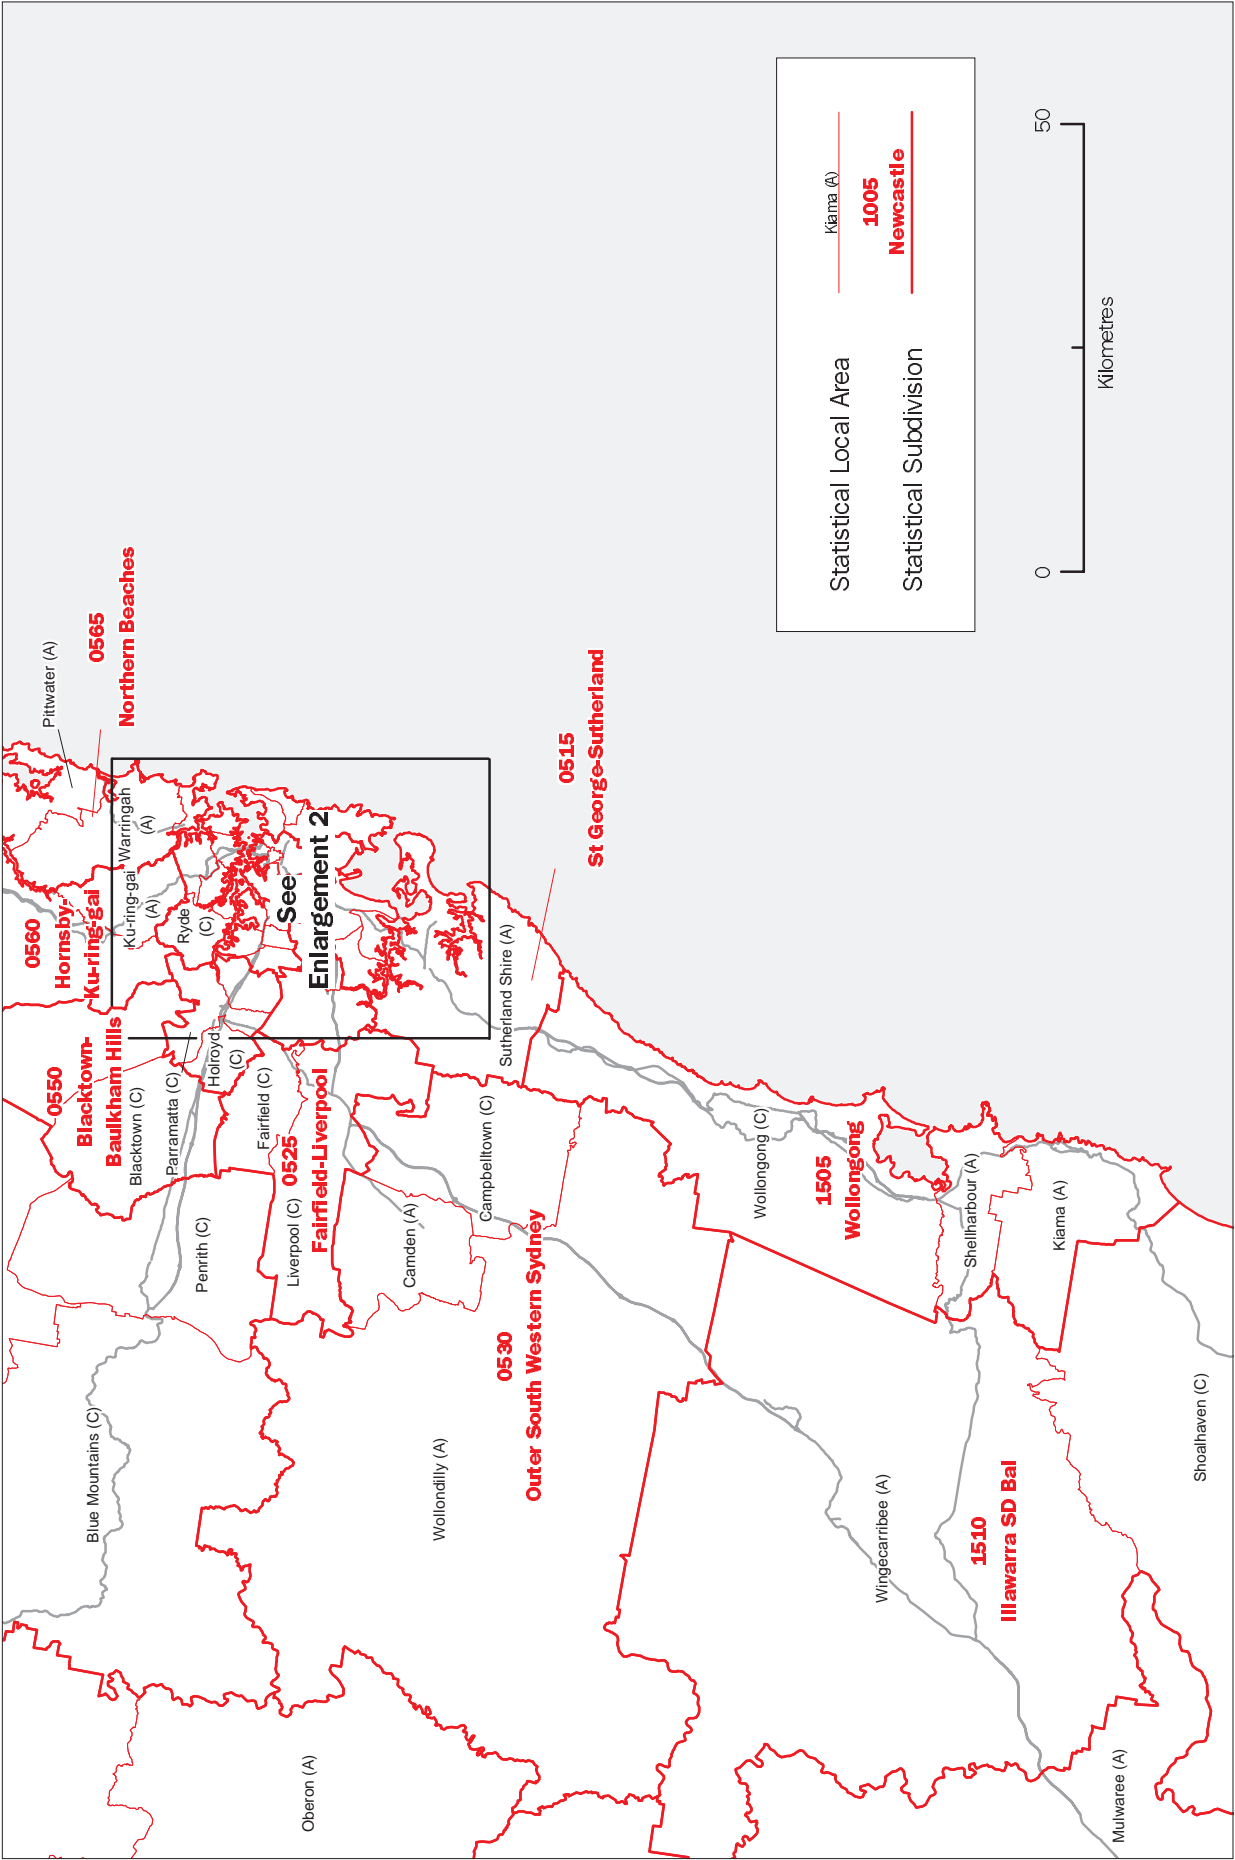 0560
Hornsby-
Ku-ring-gai
Pittwater (A)
0565
Northern Beaches
0550
Blacktown-
Baulkham Hills
Blue Mountains (C)
Blacktown (C)
Ku-ring-gai
(A)
Warringah
(A)
Parramatta (C)
Ryde
(C)
Penrith (C)
Holroyd
(C)
Fairfield (C)
See
Enlargement 2
0525
Fairfield-Liverpool
Liverpool (C)
Oberon (A)
Camden (A)
Wollondilly (A)
Campbelltown (C)
Sutherland Shire (A)
0530
Outer South Western Sydney
0515
St George-Sutherland
Wollongong (C)
1505
Wollongong
Statistical Local Area
Kiama (A)
1005
Newcastle
Statistical Subdivision
Wingecarribee (A)
Shellharbour (A)
1510
Illawarra SD Bal
Kiama (A)
0
50
Kilometres
Mulwaree (A)
Shoalhaven (C)